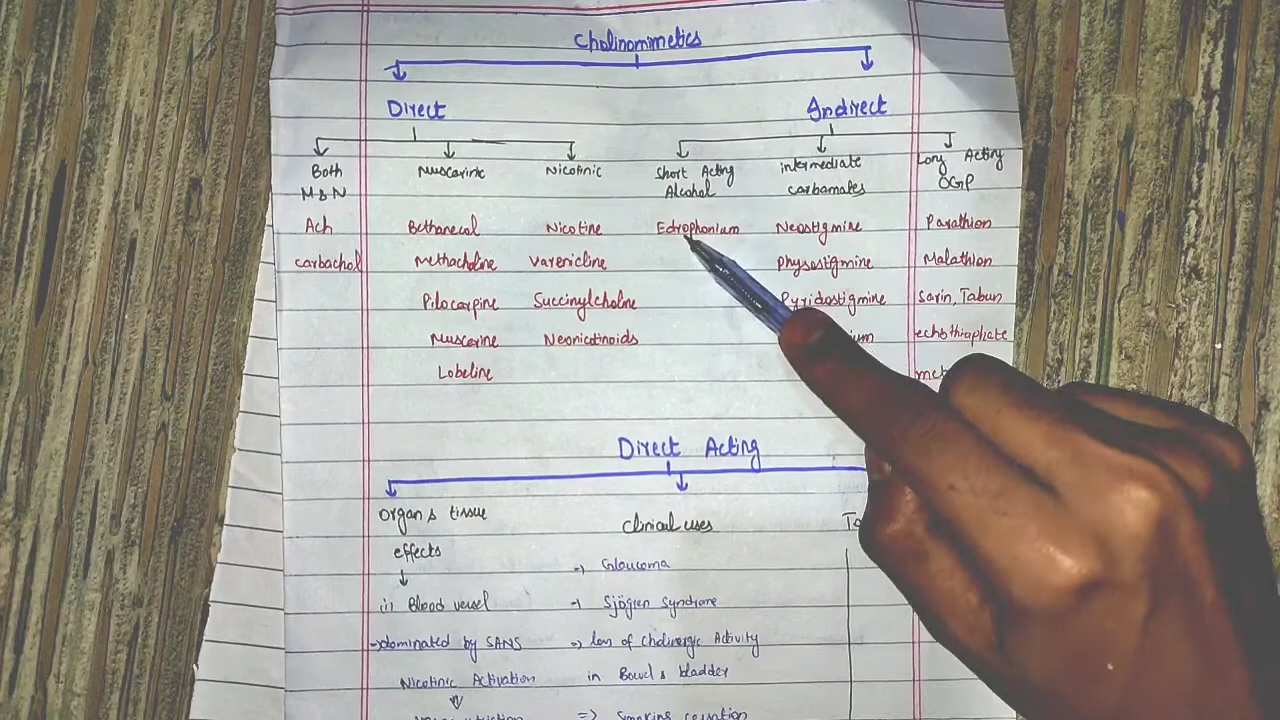 Cholinomimetics
Direct Indirect
Both Muscarinic Nicotinic Short Acting intermediate Long Acting
M & N Alcohol carbamates OGP
Ach Bethanecol Nicotine Edrophonium Neostigmine Parathion
carbachol Methacholine Varenicline Physostigmine Malathion
Pilocarpine Succinylcholine Pyridostigmine Sarin, Tabun
Muscarine Neonicotinoids echothiophate
Lobeline
Direct Acting
Organs tissue Clinical uses
effects
=) Glaucoma
in Blood vessel =) Sjögren Syndrome
→dominated by SANS =) loss of Cholinergic Activity
Nicotinic Activation in Bowel & bladder
=> Smoking cessation